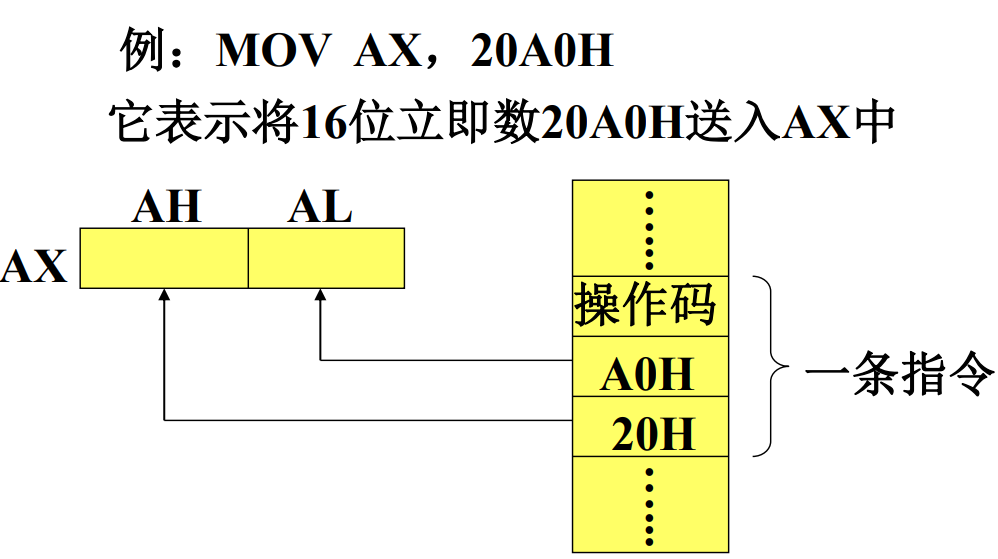 例：MOV AX，20A0H
它表示将16位立即数20A0H送入AX中
AH AL
AX
操作码
A0H
20H
一条指令